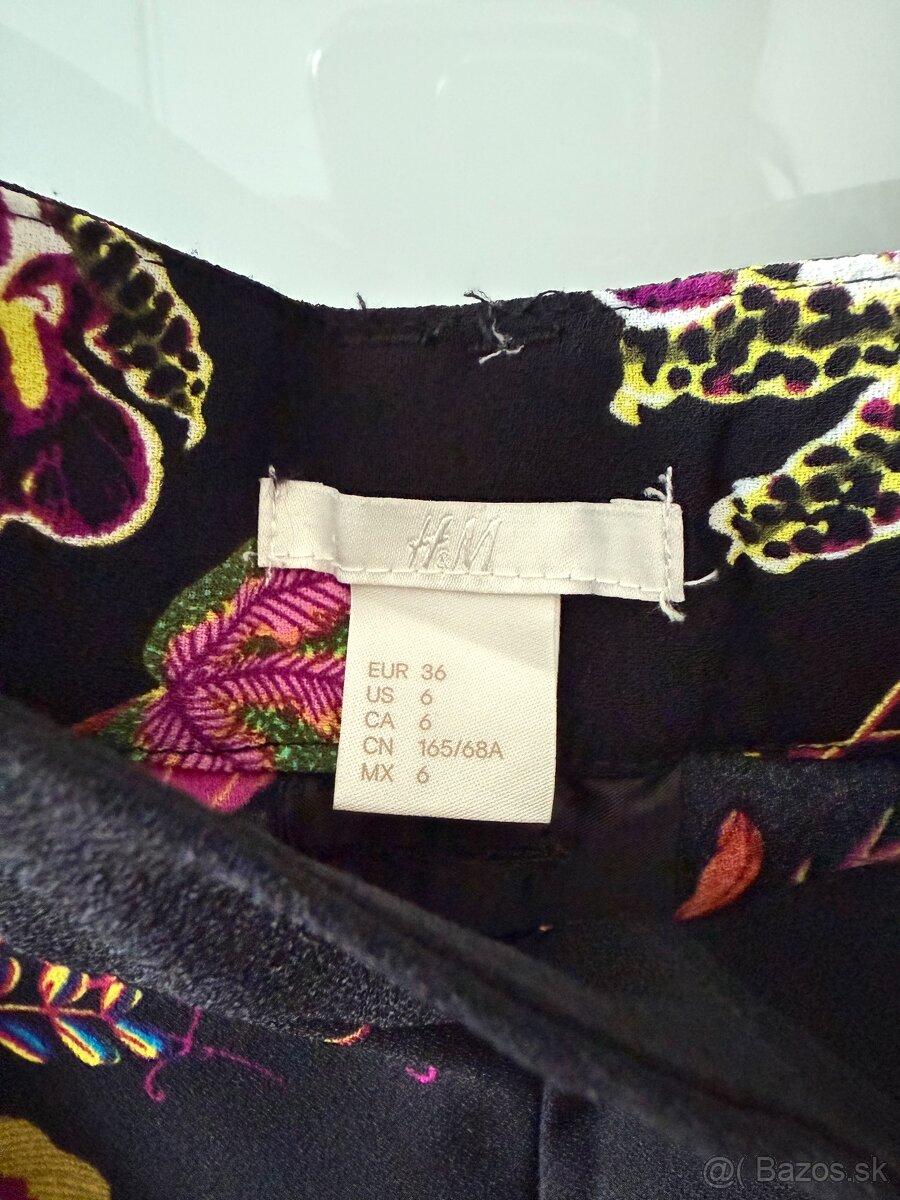 H&M
EUR 36
US 6
CA 6
CN 165/68A
MX 6
@( Bazos.sk